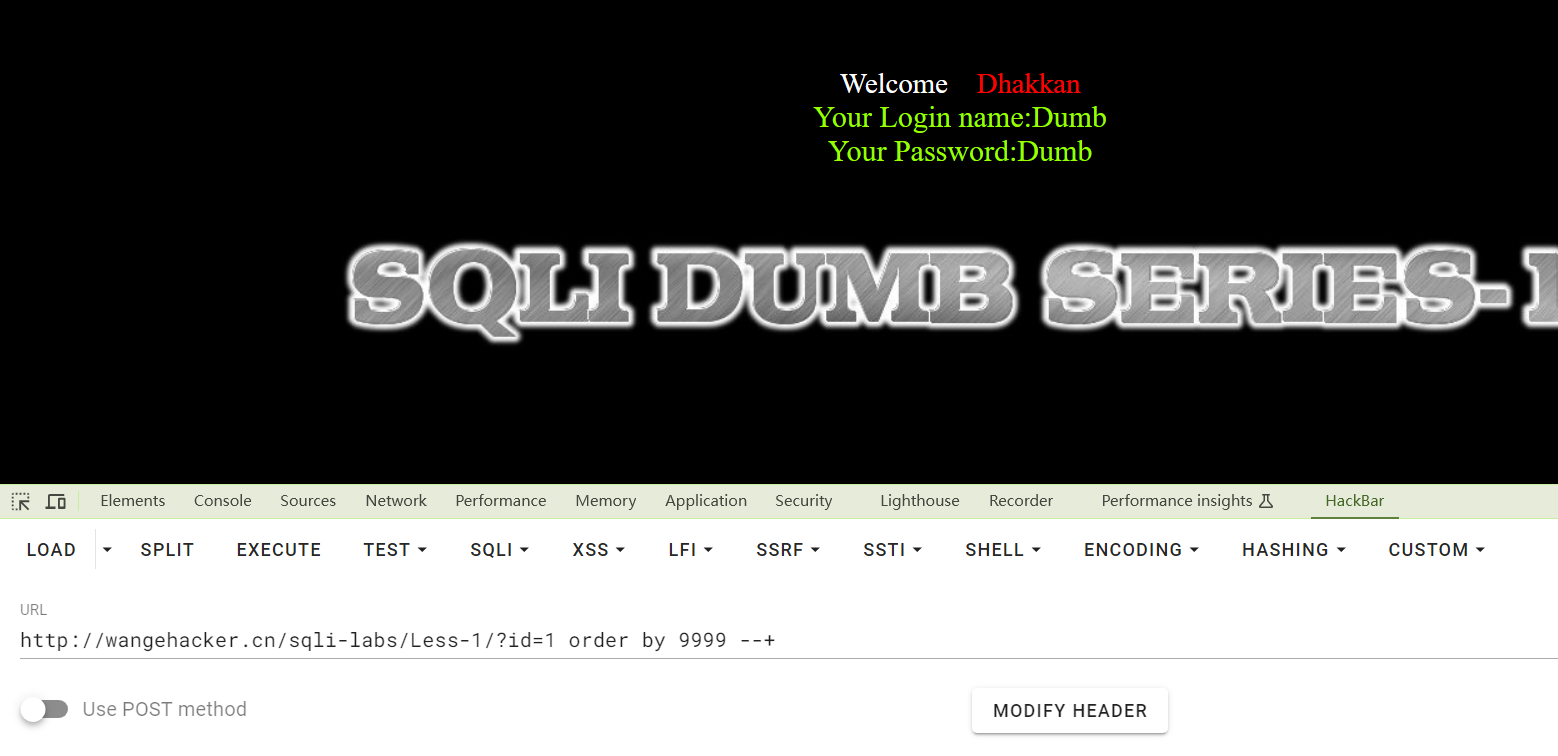 Welcome Dhakkan
Your Login name:Dumb
Your Password:Dumb
SQLI DUMB SERIES-1
Elements Console Sources Network Performance Memory Application Security Lighthouse Recorder Performance insights HackBar
LOAD SPLIT EXECUTE TEST SQLI XSS LFI SSRF SSTI SHELL ENCODING HASHING CUSTOM
URL
http://wangehacker.cn/sqli-labs/Less-1/?id=1 order by 9999 --+
Use POST method MODIFY HEADER